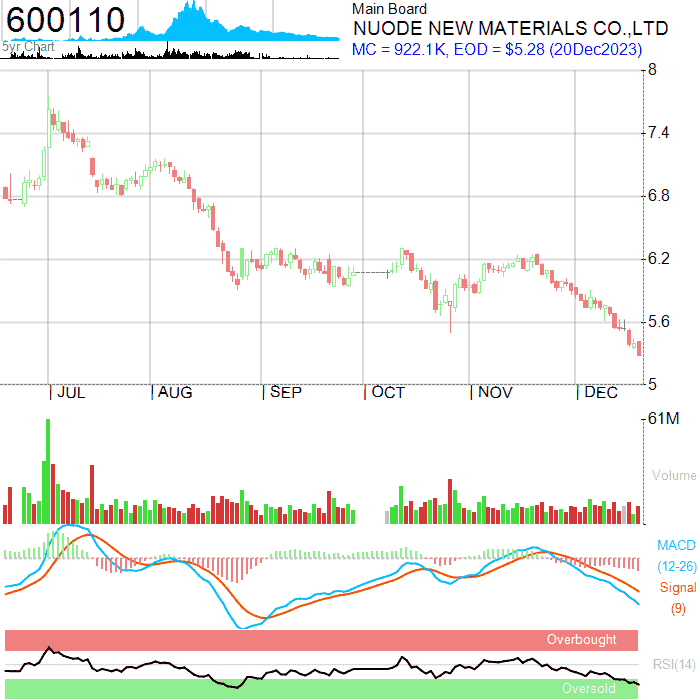 600110
5yr Chart
Main Board
NUODE NEW MATERIALS CO.,LTD
MC = 922.1K, EOD = $5.28 (20Dec2023)
8
7.4
6.8
6.2
5.6
5
JUL AUG SEP OCT NOV DEC
61M
Volume
MACD
(12-26)
Signal
(9)
Overbought
RSI(14)
Oversold